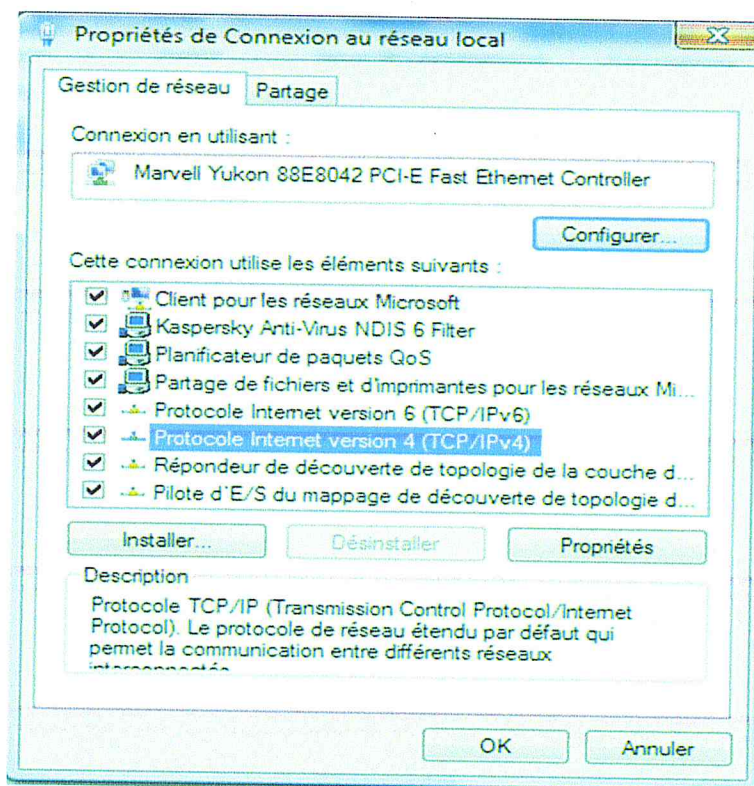 Propriétés de Connexion au réseau local
Gestion de réseau
Partage
Connexion en utilisant :
Marvell Yukon 88E8042 PCI-E Fast Ethernet Controller
Configurer...
Cette connexion utilise les éléments suivants :
Client pour les réseaux Microsoft
Kaspersky Anti-Virus NDIS 6 Filter
Planificateur de paquets QoS
Partage de fichiers et d'imprimantes pour les réseaux Mi...
Protocole Internet version 6 (TCP/IPv6)
Protocole Internet version 4 (TCP/IPv4)
Répondeur de découverte de topologie de la couche d...
Pilote d'E/S du mappage de découverte de topologie d...
Installer...
Désinstaller
Propriétés
Description
Protocole TCP/IP (Transmission Control Protocol/Internet
Protocol). Le protocole de réseau étendu par défaut qui
permet la communication entre différents réseaux
interconnectés
OK
Annuler